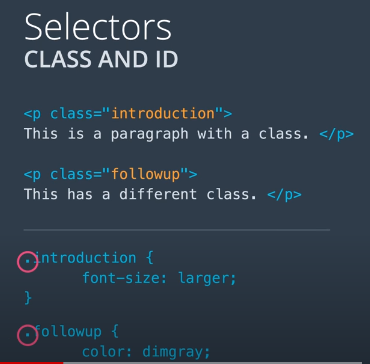 Selectors
CLASS AND ID
<p class="introduction">
This is a paragraph with a class. </p>
<p class="followup">
This has a different class. </p>
.introduction {
font-size: larger;
}
.followup {
color: dimgray;